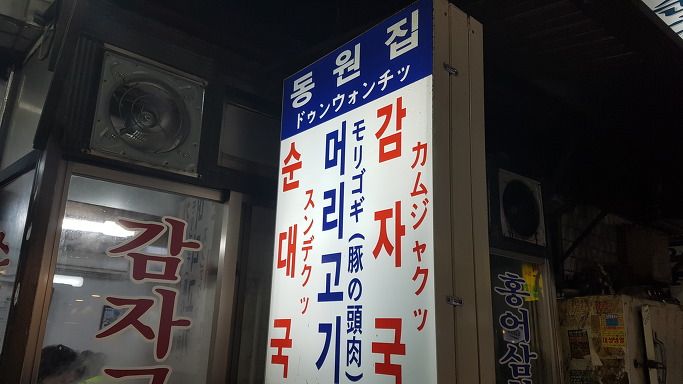 동원집
ドゥンウォンチッ
감자국
カムジャクッ
머리고기
モリゴギ(豚の頭肉)
순대국
スンデクッ
감자
홍어삼